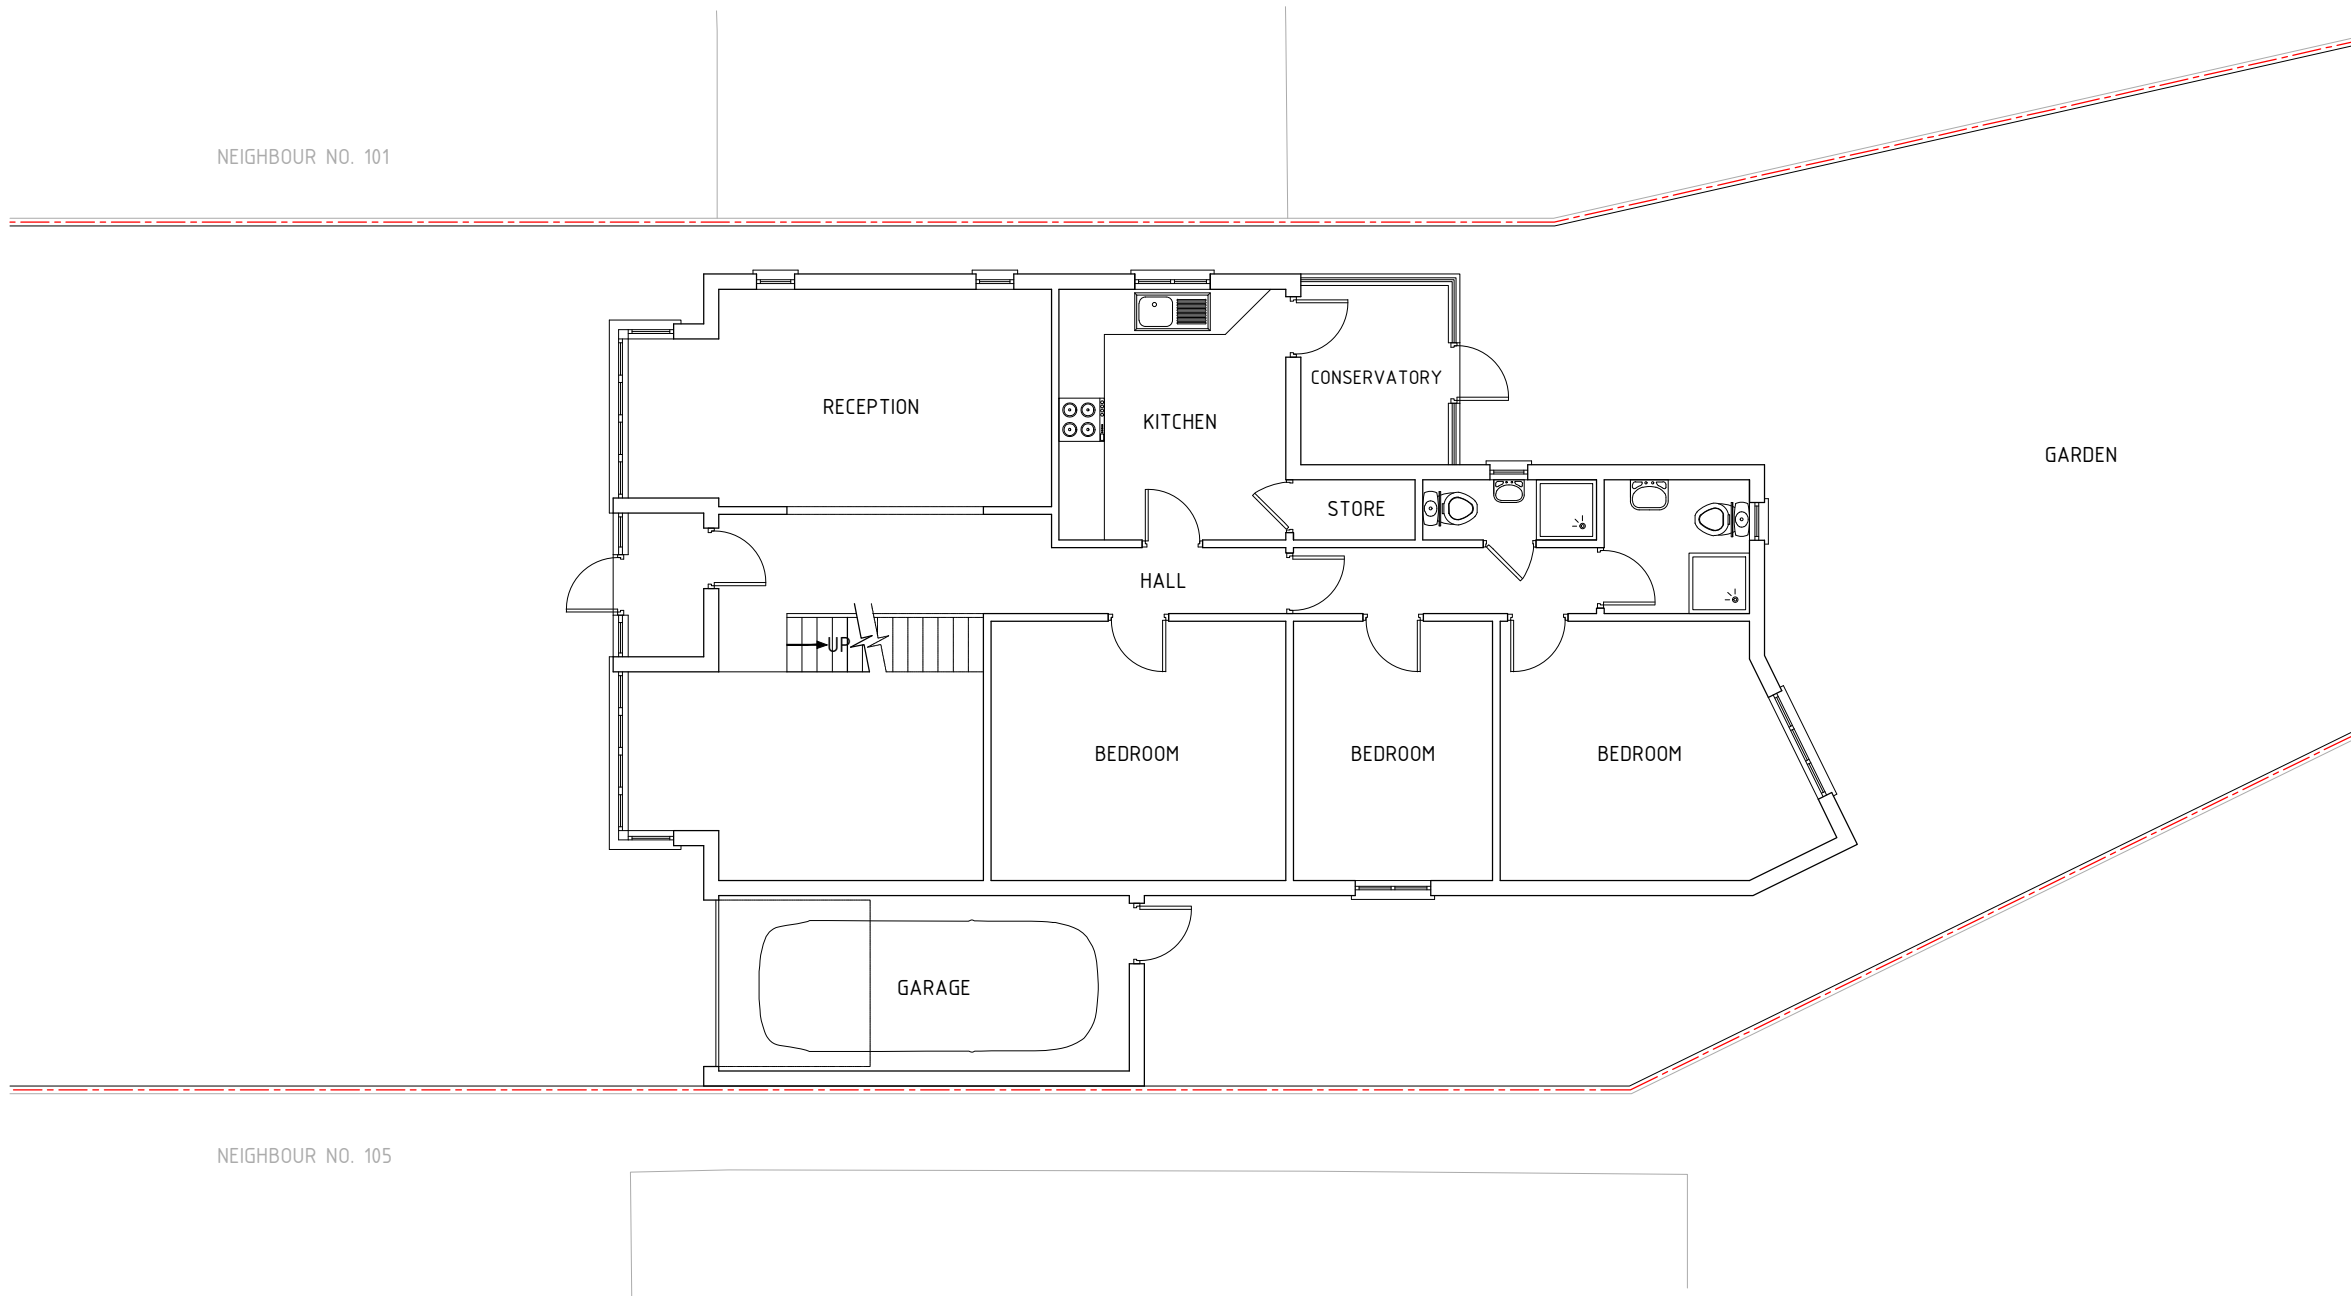 NEIGHBOUR NO. 101
RECEPTION
KITCHEN
CONSERVATORY
GARDEN
STORE
HALL
UP
BEDROOM
BEDROOM
BEDROOM
GARAGE
NEIGHBOUR NO. 105